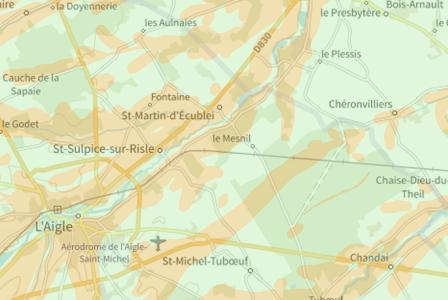 la Doyennerie
Bois-Arnault
le Presbytère
les Aulnaies
D830
le Plessis
Cauche de la
Sapaie
Fontaine
Chéronvilliers
St-Martin-d'Écublei
le Godet
le Mesnil
St-Sulpice-sur-Risle
Chaise-Dieu-du-
Theil
L'Aigle
Aérodrome de l'Aigle-
Saint-Michel
St-Michel-Tubœuf
Chandai